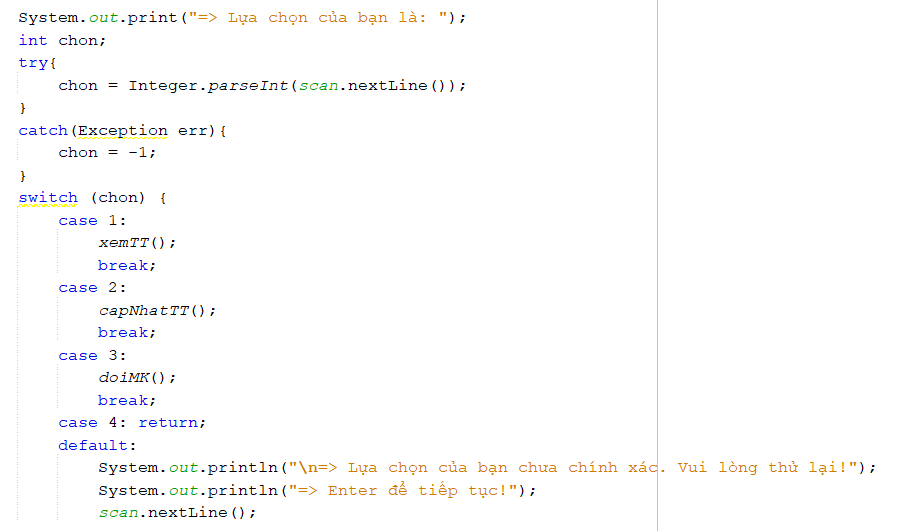 System.out.print("=> Lựa chọn của bạn là: ");
int chon;
try{
chon = Integer.parseInt(scan.nextLine());
}
catch(Exception err){
chon = -1;
}
switch (chon) {
case 1:
xemTT();
break;
case 2:
capNhatTT();
break;
case 3:
doiMK();
break;
case 4: return;
default:
System.out.println("\n=> Lựa chọn của bạn chưa chính xác. Vui lòng thử lại!");
System.out.println("=> Enter để tiếp tục!");
scan.nextLine();